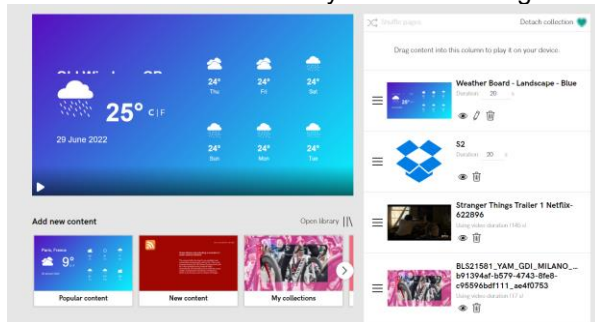 Shuffle pages
Detach collection
Drag content into this column to play it on your device.
25° C|F
29 June 2022
24° 24° 24°
Thu Fri Sat
24° 24° 24°
Sun Mon Tue
Weather Board - Landscape - Blue
Duration 20 s
S2
Duration 20 s
Stranger Things Trailer 1 Netflix-
622896
BLS21581_YAM_GDI_MILANO_...
b91394ef-b579-4743-8fe8-
c95596bdf111_ae4f0753
Add new content
Open library
Paris, France
9°
Popular content
New content
My collections